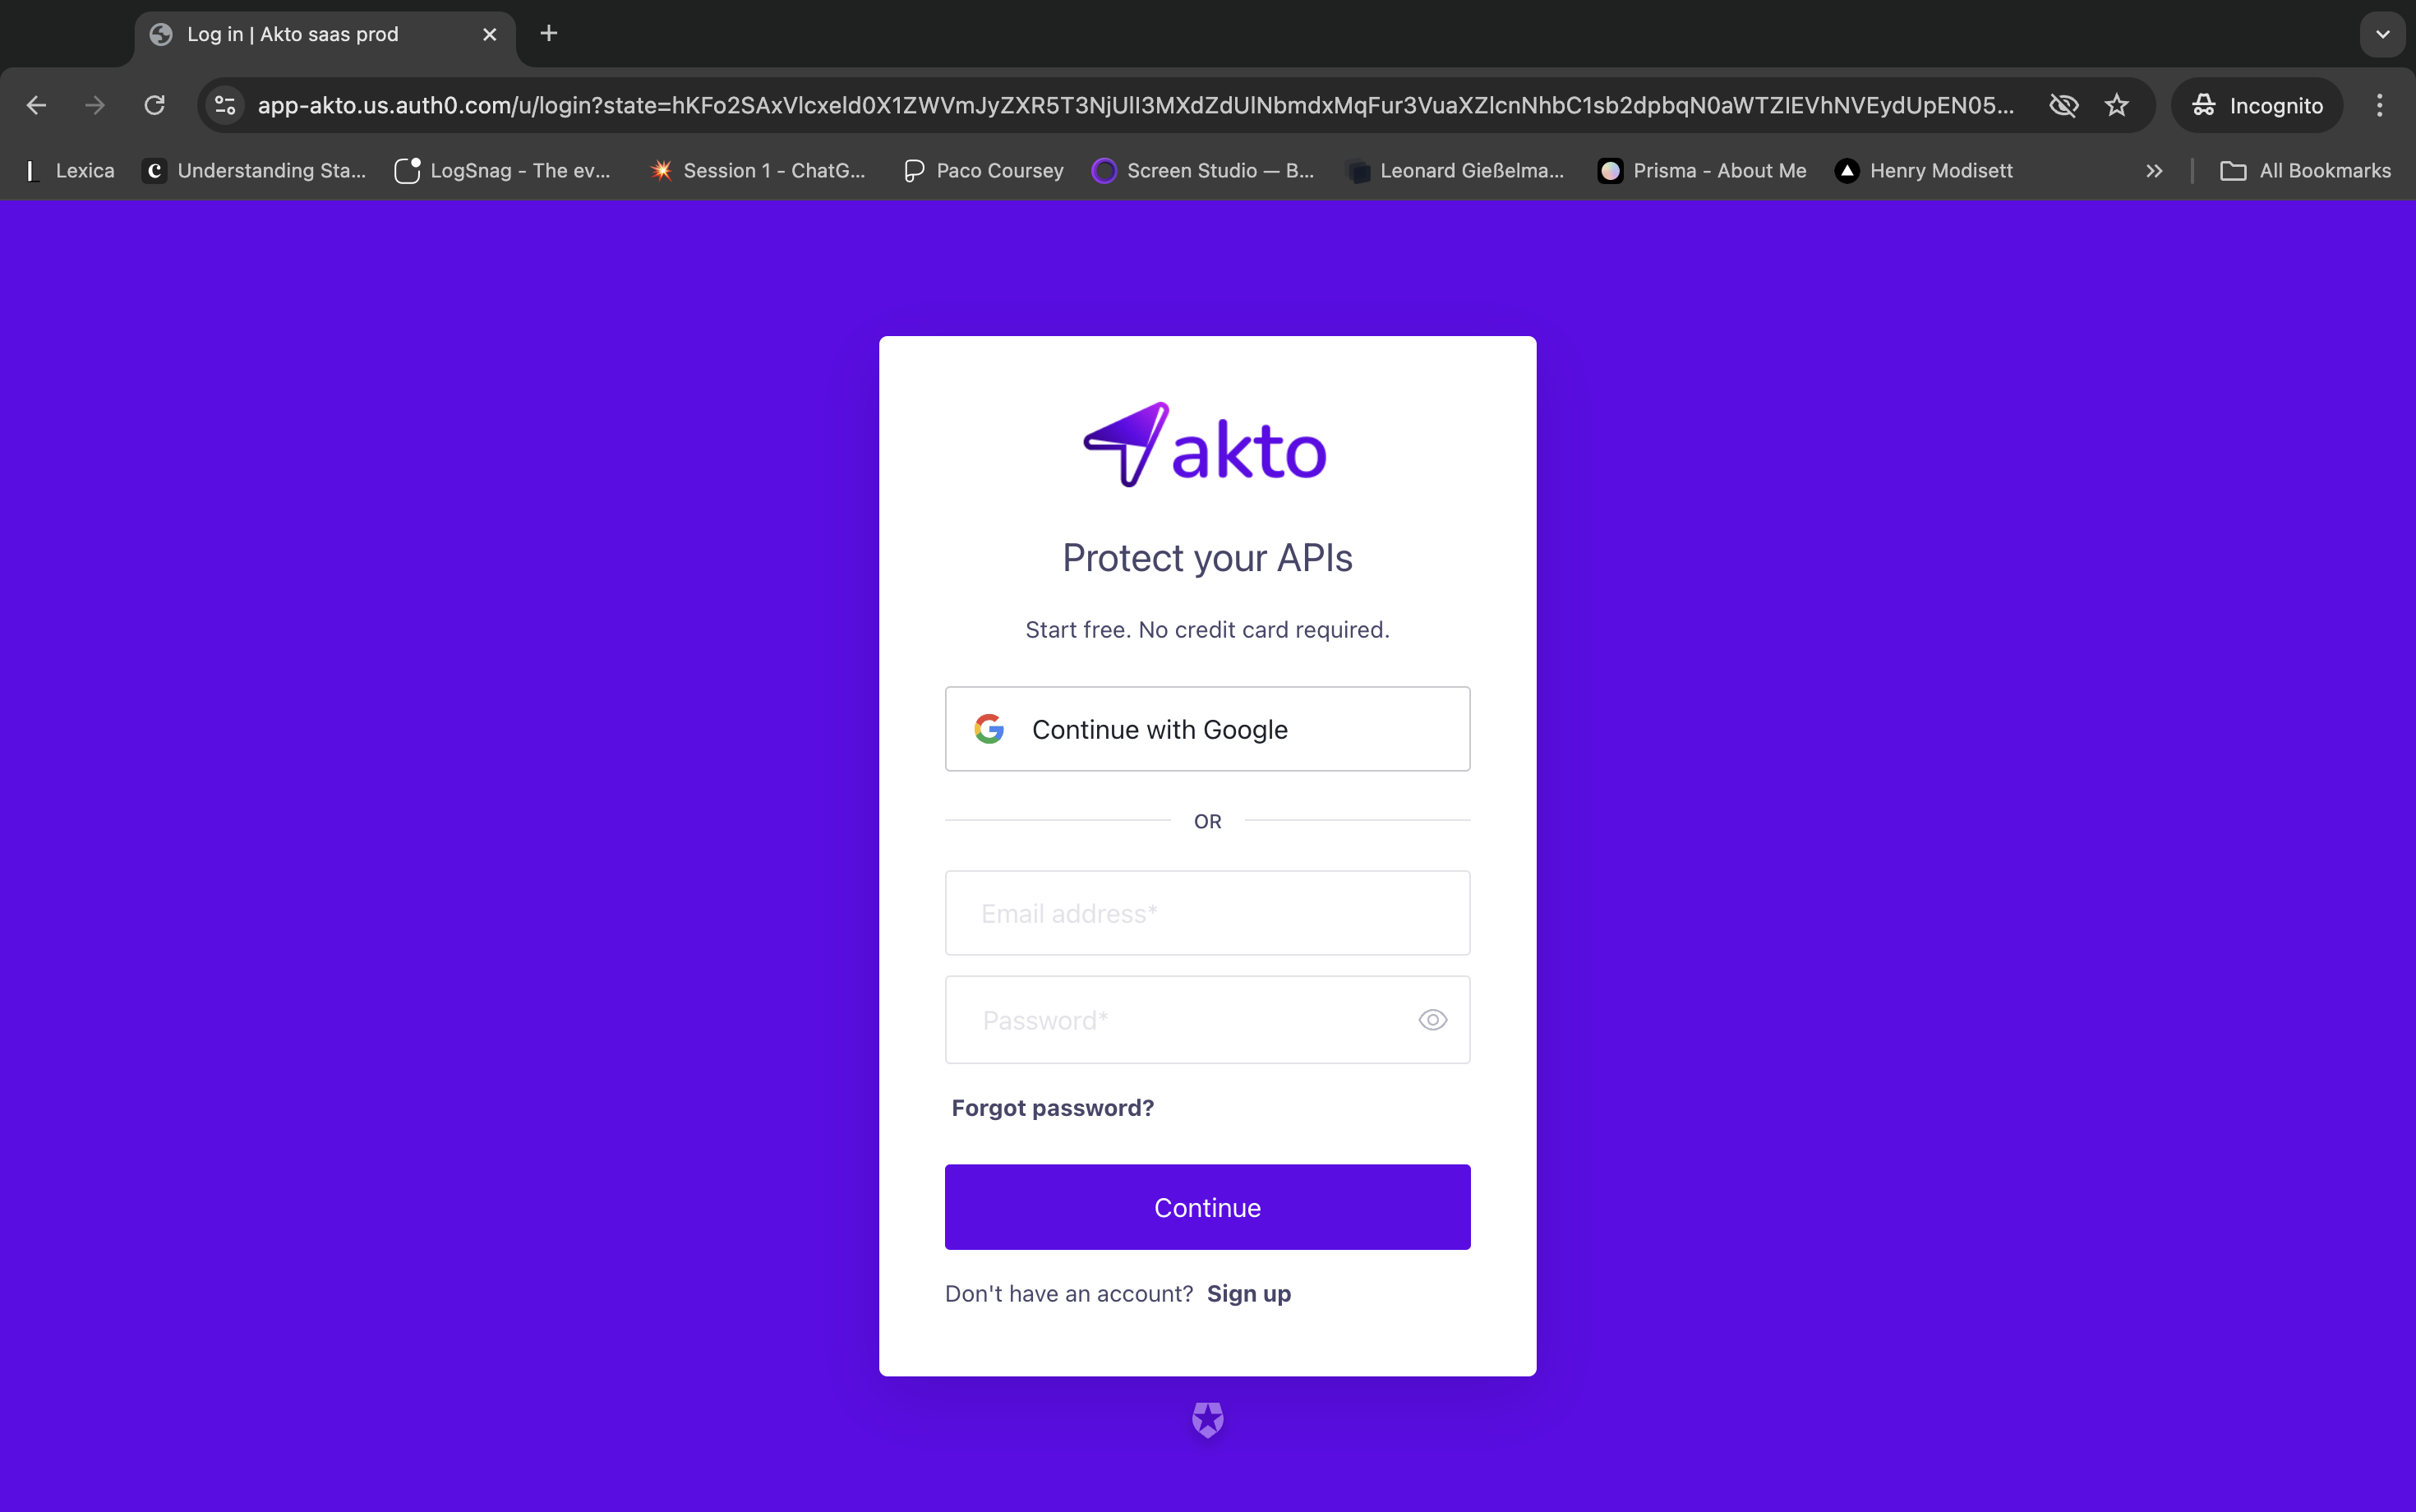 Log in | Akto saas prod
app-akto.us.auth0.com/u/login?state=hKFo2SAxVlcxeld0X1ZWVmJyZXR5T3NjUlI3MXdZdUlNbmdxMqFur3VuaXZlcnNhbC1sb2dpbqN0aWTZIEVhNVEydUpEN05...
Incognito
Lexica
Understanding Sta...
LogSnag - The ev...
Session 1 - ChatG...
Paco Coursey
Screen Studio — B...
Leonard Gießelma...
Prisma - About Me
Henry Modisett
All Bookmarks
akto
Protect your APIs
Start free. No credit card required.
Continue with Google
OR
Email address*
Password*
Forgot password?
Continue
Don't have an account? Sign up